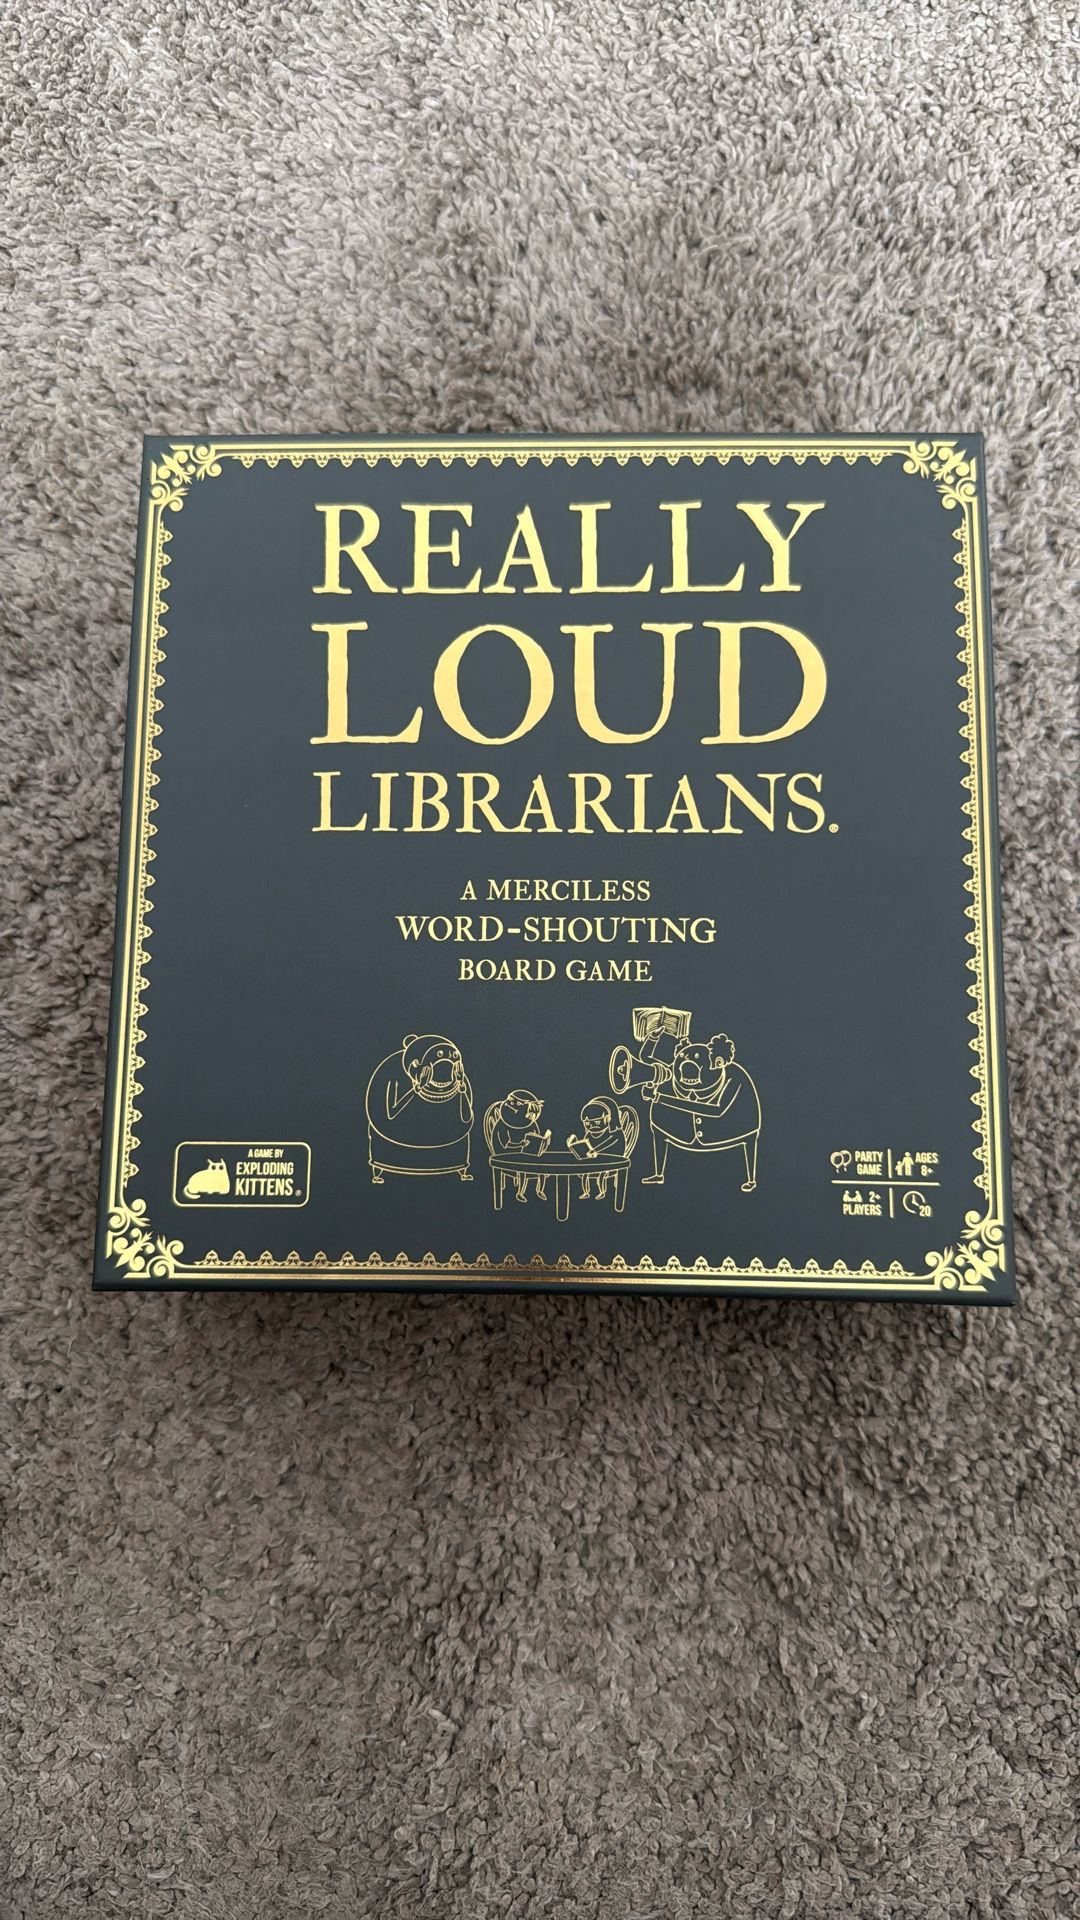 REALLY
LOUD
LIBRARIANS.®
A MERCILESS
WORD-SHOUTING
BOARD GAME
A GAME BY
EXPLODING
KITTENS®
PARTY
GAME
AGES
8+
2+
PLAYERS
20